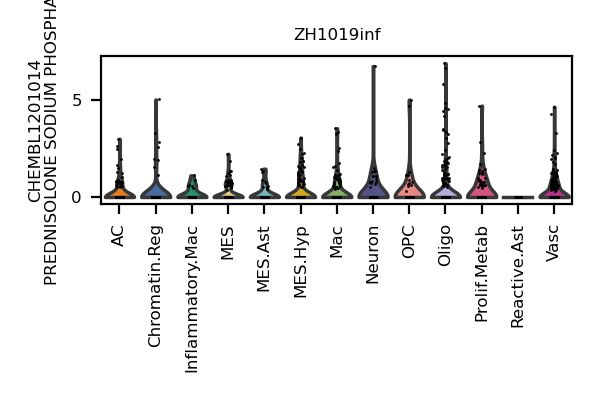 ZH1019inf
CHEMBL1201014
PREDNISOLONE SODIUM PHOSPHA
5
0
AC
Chromatin.Reg
Inflammatory.Mac
MES
MES.Ast
MES.Hyp
Mac
Neuron
OPC
Oligo
Prolif.Metab
Reactive.Ast
Vasc